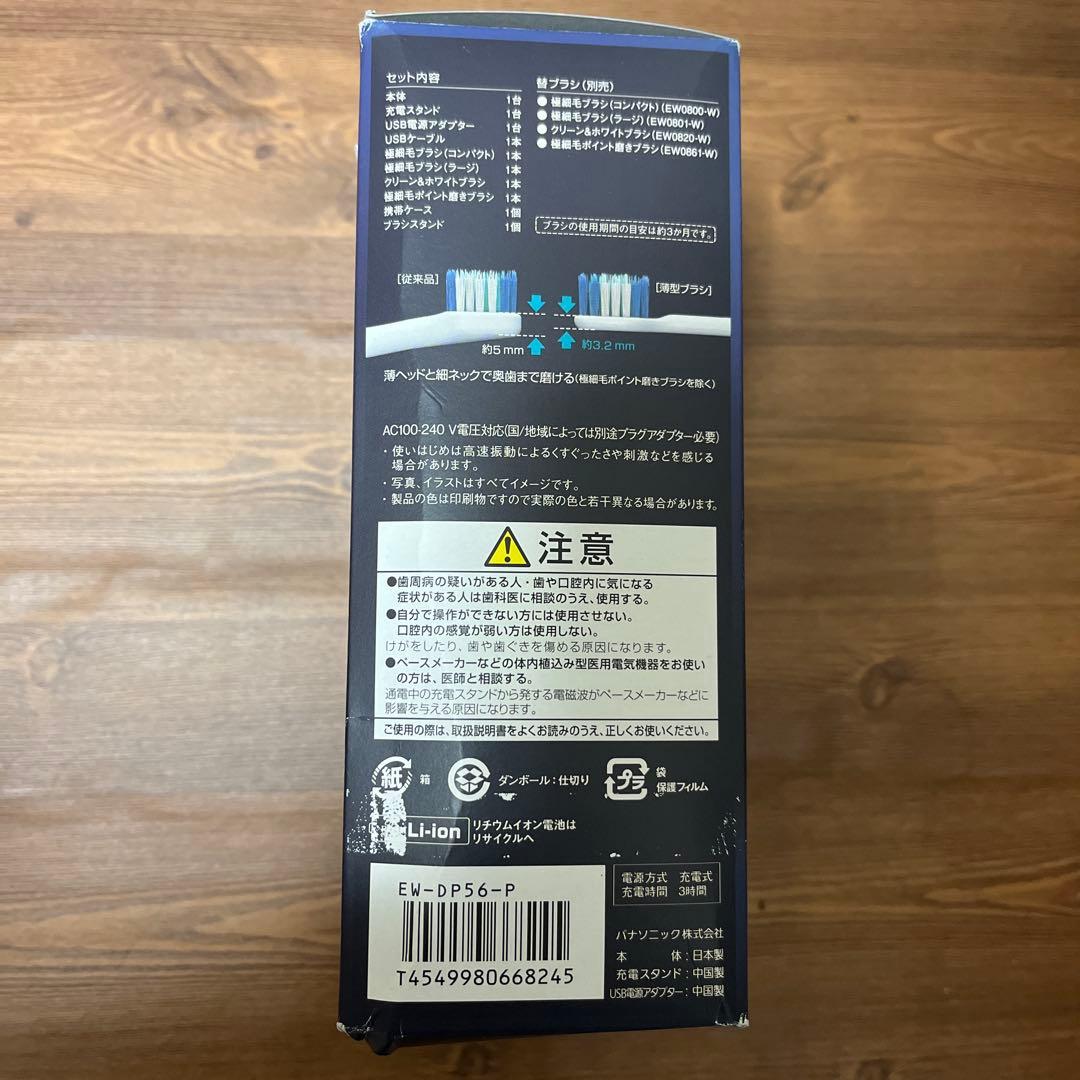 セット内容
本体 1台
充電スタンド 1台
USB電源アダプター 1台
USBケーブル 1本
極細毛ブラシ(コンパクト) 1本
極細毛ブラシ(ラージ) 1本
クリーン&ホワイトブラシ 1本
極細毛ポイント磨きブラシ 1本
携帯ケース 1個
ブラシスタンド 1個
替ブラシ(別売)
● 極細毛ブラシ(コンパクト)(EW0800-W)
● 極細毛ブラシ(ラージ)(EW0801-W)
● クリーン&ホワイトブラシ(EW0820-W)
● 極細毛ポイント磨きブラシ(EW0861-W)
ブラシの使用期間の目安は約3か月です。
[従来品]
[薄型ブラシ]
約5mm
約3.2mm
薄ヘッドと細ネックで奥歯まで磨ける(極細毛ポイント磨きブラシを除く)
AC100-240 V電圧対応(国/地域によっては別途プラグアダプター必要)
・使いはじめは高速振動によるくすぐったさや刺激などを感じる
場合があります。
・写真、イラストはすべてイメージです。
・製品の色は印刷物ですので実際の色と若干異なる場合があります。
注意
●歯周病の疑いがある人・歯や口腔内に気になる
症状がある人は歯科医に相談のうえ、使用する。
●自分で操作ができない方には使用させない。
口腔内の感覚が弱い方は使用しない。
けがをしたり、歯や歯ぐきを傷める原因になります。
●ペースメーカーなどの体内植込み型医用電気機器をお使い
の方は、医師と相談する。
通電中の充電スタンドから発する電磁波がペースメーカーなどに
影響を与える原因になります。
ご使用の際は、取扱説明書をよくお読みのうえ、正しくお使いください。
紙 箱
ダンボール:仕切り
プラ 袋
保護フィルム
Li-ion リチウムイオン電池は
リサイクルへ
EW-DP56-P
T4549980668245
電源方式 充電式
充電時間 3時間
パナソニック株式会社
本 体:日本製
充電スタンド:中国製
USB電源アダプター:中国製